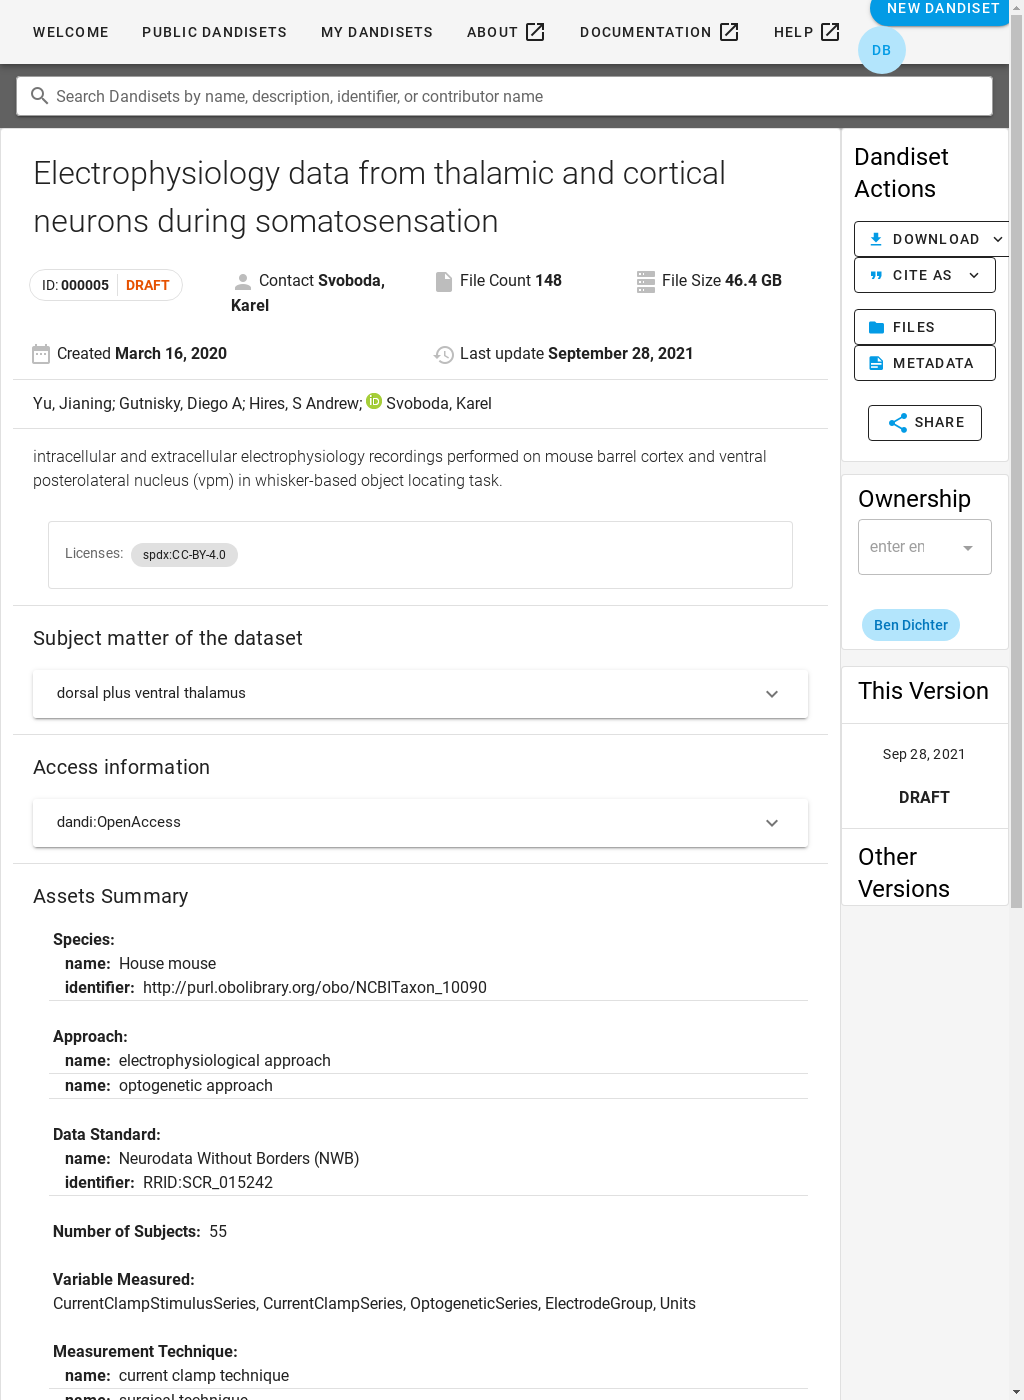 WELCOME PUBLIC DANDISETS MY DANDISETS ABOUT DOCUMENTATION HELP NEW DANDISET
DB
Search Dandisets by name, description, identifier, or contributor name
Electrophysiology data from thalamic and cortical
neurons during somatosensation
ID: 000005 DRAFT
Contact Svoboda,
Karel
File Count 148
File Size 46.4 GB
Created March 16, 2020
Last update September 28, 2021
Yu, Jianing; Gutnisky, Diego A; Hires, S Andrew; iD Svoboda, Karel
intracellular and extracellular electrophysiology recordings performed on mouse barrel cortex and ventral
posterolateral nucleus (vpm) in whisker-based object locating task.
Licenses: spdx:CC-BY-4.0
Subject matter of the dataset
dorsal plus ventral thalamus
Access information
dandi:OpenAccess
Assets Summary
Species:
name: House mouse
identifier: http://purl.obolibrary.org/obo/NCBITaxon_10090
Approach:
name: electrophysiological approach
name: optogenetic approach
Data Standard:
name: Neurodata Without Borders (NWB)
identifier: RRID:SCR_015242
Number of Subjects: 55
Variable Measured:
CurrentClampStimulusSeries, CurrentClampSeries, OptogeneticSeries, ElectrodeGroup, Units
Measurement Technique:
name: current clamp technique
name: surgical technique
Dandiset
Actions
DOWNLOAD
CITE AS
FILES
METADATA
SHARE
Ownership
enter en
Ben Dichter
This Version
Sep 28, 2021
DRAFT
Other
Versions